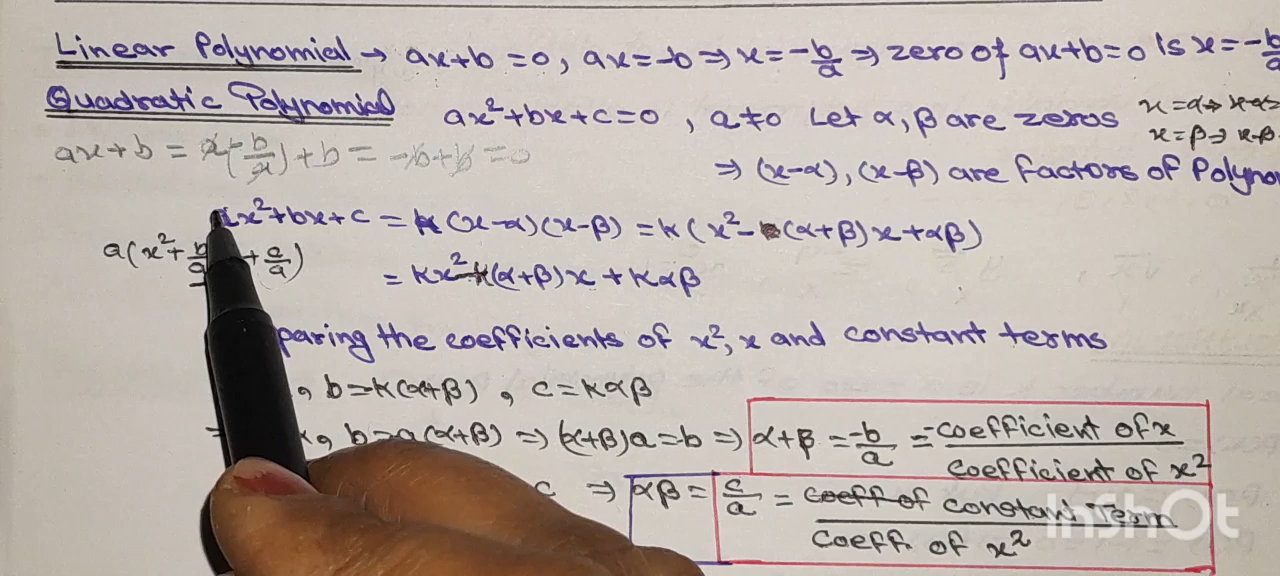 Linear Polynomial → ax+b=0, ax=-b ⇒ x=-b/a ⇒ zero of ax+b=0 is x=-b/a
Quadratic Polynomial ax²+bx+c=0, a≠0 Let α, β are zeros x=α ⇒ x-α=
x=β ⇒ x-β
ax+b = a(-b/a)+b = -b+b=0
⇒ (x-α), (x-β) are factors of Polyno
x²+bx+c = k(x-α)(x-β) = k(x²-(α+β)x+αβ)
a(x²+b/a +c/a)
= kx²-k(α+β)x+kαβ
paring the coefficients of x², x and constant terms
, b=-k(α+β), c=kαβ
, b=-a(α+β) ⇒ (α+β)a=-b ⇒ α+β = -b/a = -coefficient of x/coefficient of x²
c ⇒ αβ = c/a = coeff of constant Term/coeff. of x²
InShOt